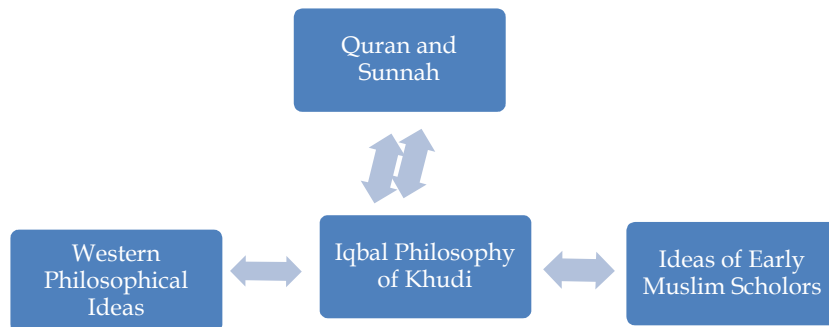 Quran and
Sunnah
Western
Philosophical
Ideas
Iqbal Philosophy
of Khudi
Ideas of Early
Muslim Scholors